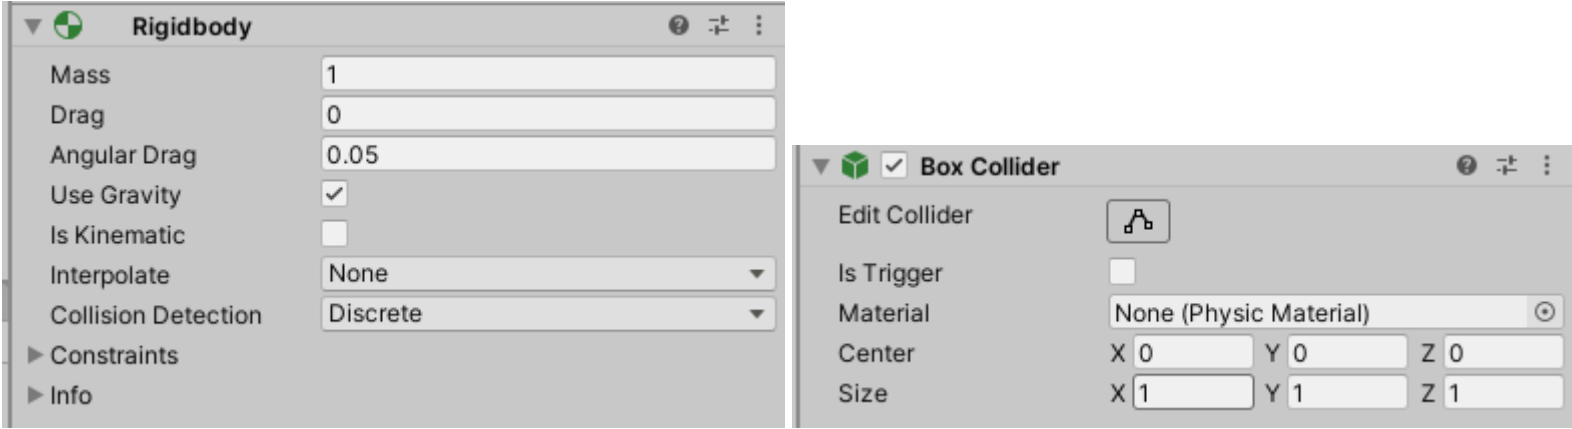 Rigidbody
Mass 1
Drag 0
Angular Drag 0.05
Use Gravity
Is Kinematic
Interpolate None
Collision Detection Discrete
Constraints
Info
Box Collider
Edit Collider
Is Trigger
Material None (Physic Material)
Center X 0 Y 0 Z 0
Size X 1 Y 1 Z 1